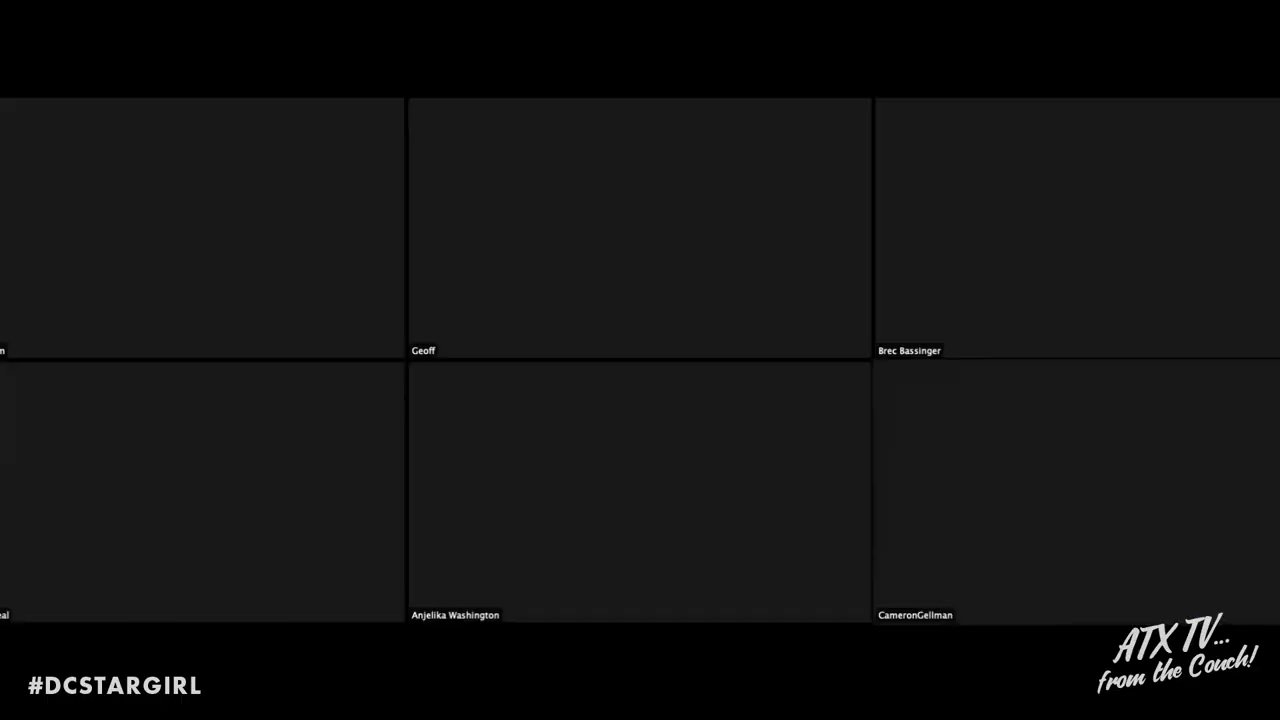 Geoff
Brec Bassinger
Anjelika Washington
CameronGellman
ATX TV...
from the Couch!
#DCSTARGIRL